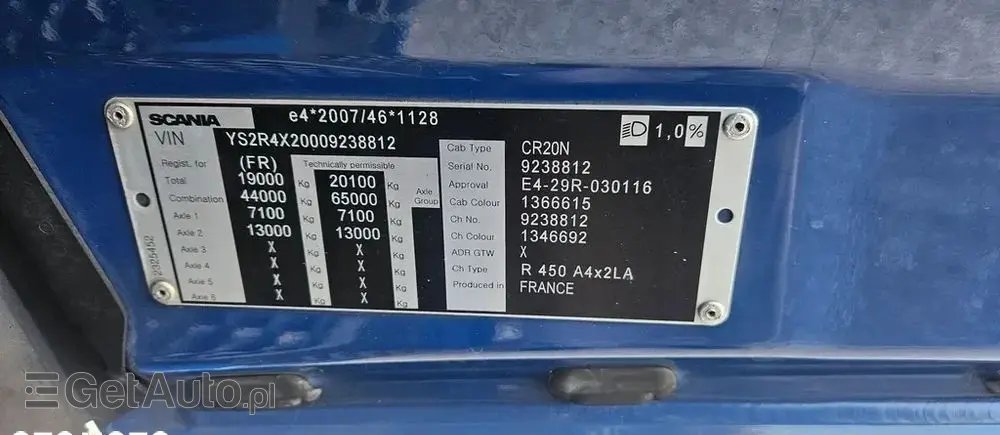 SCANIA e4*2007/46*1128
VIN YS2R4X20009238812
1,0%
Regist. for (FR) Technically permissible
Total 19000 Kg 20100 Kg Axle Group
Combination 44000 Kg 65000 Kg
Axle 1 7100 Kg 7100 Kg
Axle 2 13000 Kg 13000 Kg
Axle 3 X Kg X Kg
Axle 4 X Kg X Kg
Axle 5 X Kg X Kg
Axle 6 X Kg X Kg
Cab Type CR20N
Serial No. 9238812
Approval E4-29R-030116
Cab Colour 1366615
Ch No. 9238812
Ch Colour 1346692
ADR GTW X
Ch Type R 450 A4x2LA
Produced in FRANCE
2325452
GetAuto.pl